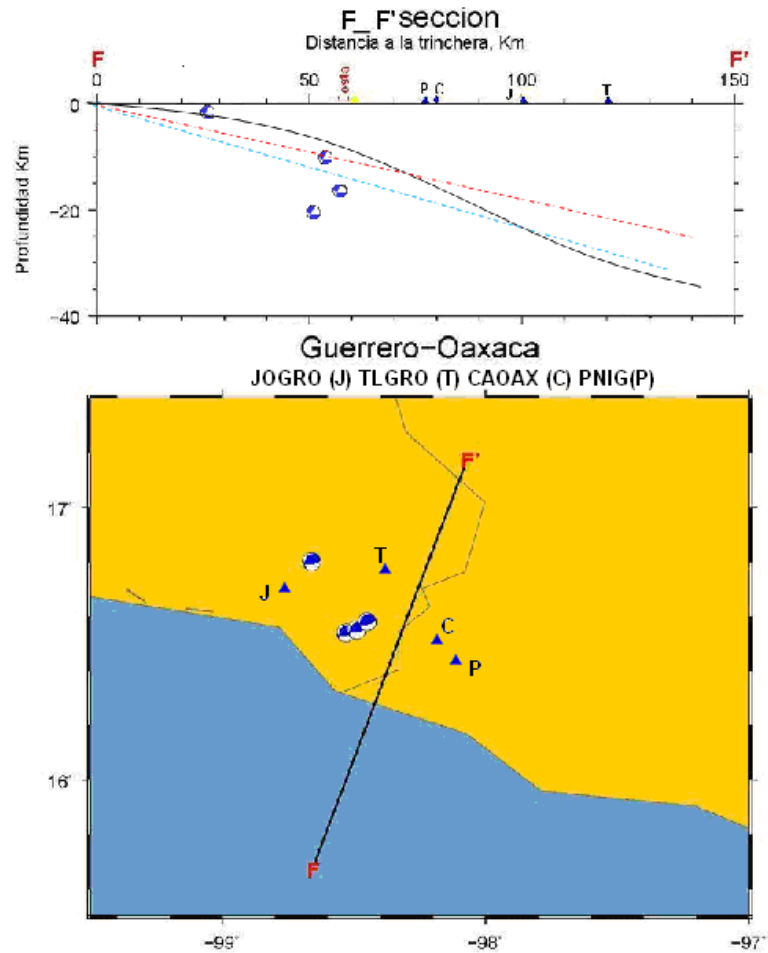 F_F' seccion
Distancia a la trinchera, Km
F F'
0 50 Costa P C J 100 T 150
0
−20
−40
Profundidad Km
Guerrero−Oaxaca
JOGRO (J) TLGRO (T) CAOAX (C) PNIG(P)
F'
17°
T
J
C
P
16°
F
−99° −98° −97°